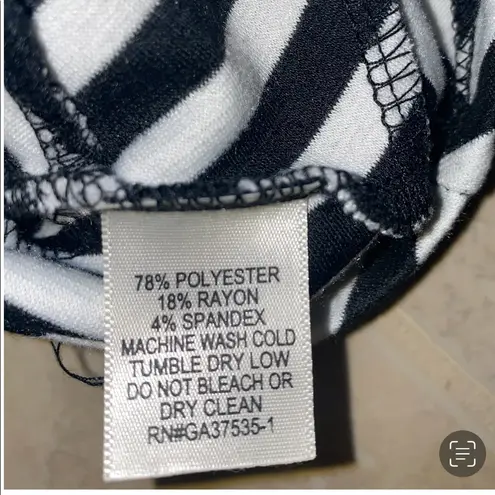 78% POLYESTER
18% RAYON
4% SPANDEX
MACHINE WASH COLD
TUMBLE DRY LOW
DO NOT BLEACH OR
DRY CLEAN
RN#GA37535-1